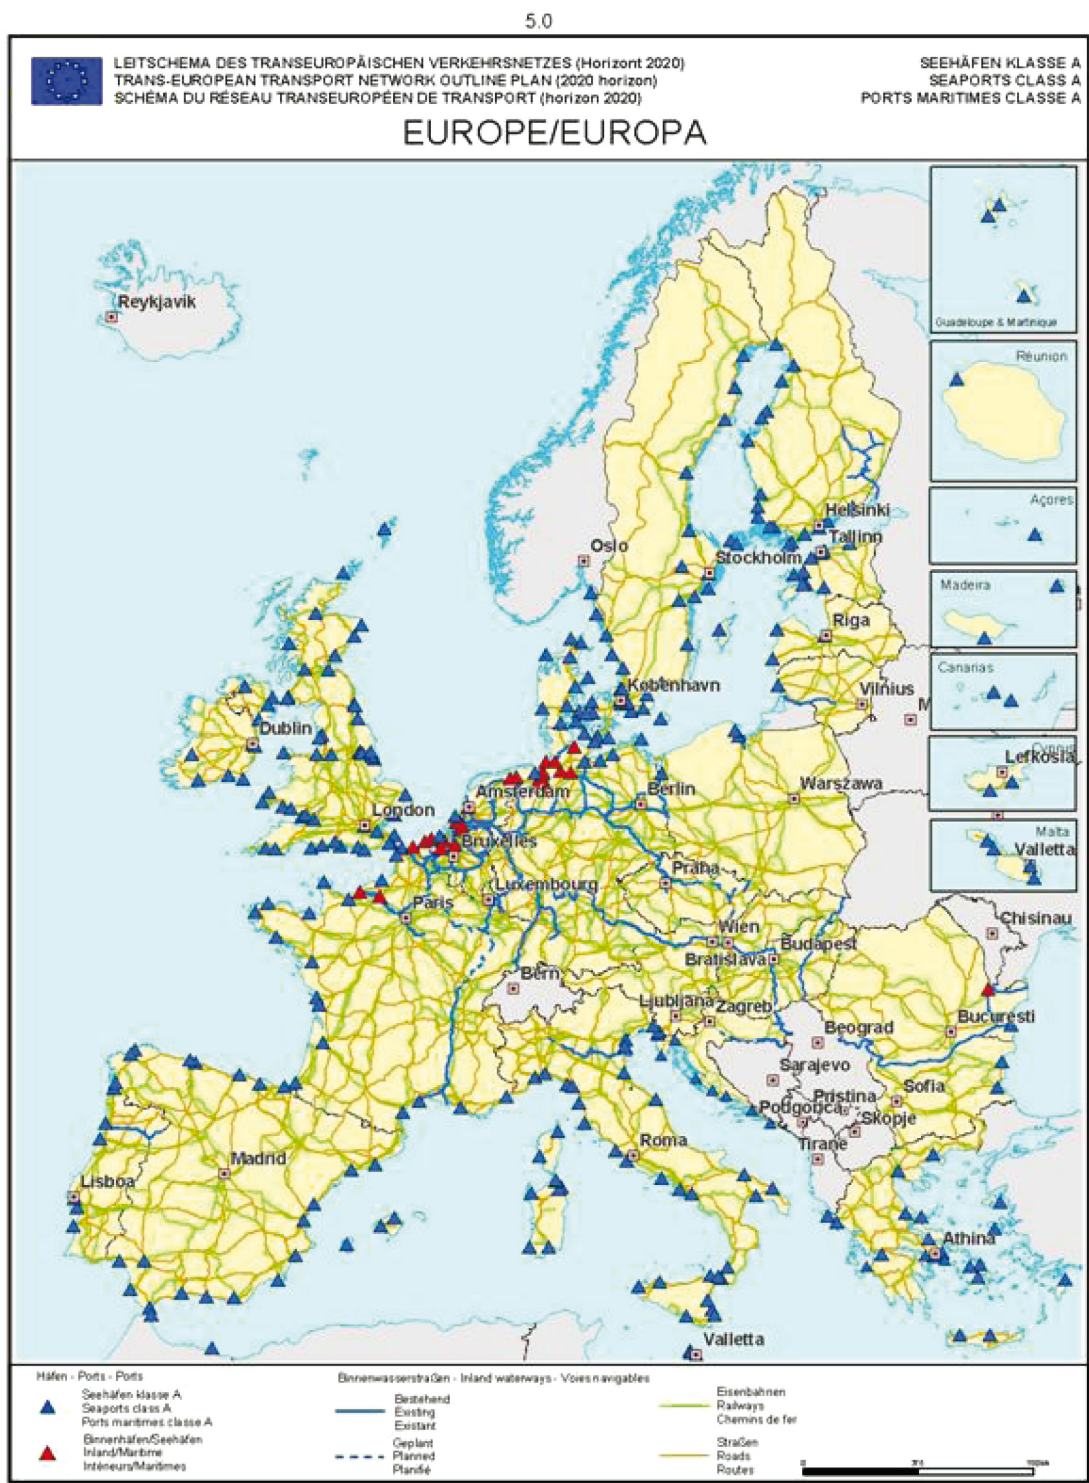 5.0
LEITSCHEMA DES TRANSEUROPÄISCHEN VERKEHRSNETZES (Horizont 2020)
TRANS-EUROPEAN TRANSPORT NETWORK OUTLINE PLAN (2020 horizon)
SCHÉMA DU RÉSEAU TRANSEUROPÉEN DE TRANSPORT (horizon 2020)
SEEHÄFEN KLASSE A
SEAPORTS CLASS A
PORTS MARITIMES CLASSE A
EUROPE/EUROPA
Guadeloupe & Martinique
Réunion
Açores
Madeira
Canarias
Cyprus
Lefkosia
Malta
Valletta
Reykjavik
Helsinki
Tallinn
Oslo
Stockholm
Riga
København
Vilnius
M
Dublin
Amsterdam
Berlin
Warszawa
London
Bruxelles
Praha
Luxembourg
Paris
Wien
Budapest
Bratislava
Chisinau
Bern
Ljubljana
Zagreb
Beograd
Bucuresti
Sarajevo
Pristina
Sofia
Podgorica
Skopje
Tirane
Roma
Madrid
Lisboa
Athina
Valletta
Häfen - Ports - Ports
Seehäfen klasse A
Seaports class A
Ports maritimes classe A
Binnenhäfen/Seehäfen
Inland/Maritime
Intérieurs/Maritimes
Binnenwasserstraßen - Inland waterways - Voies navigables
Bestehend
Existing
Existant
Geplant
Planned
Planifié
Eisenbahnen
Railways
Chemins de fer
Straßen
Roads
Routes
0